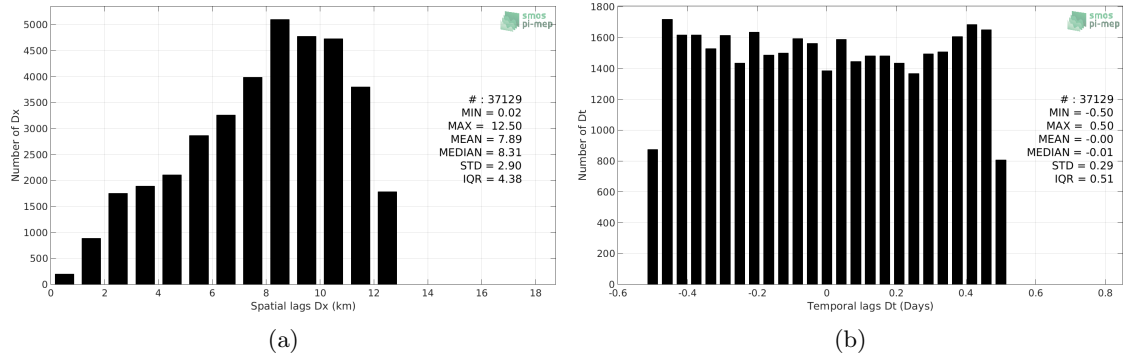 5000
4500
4000
3500
3000
2500
2000
1500
1000
500
0
Number of Dx
smos
pi-mep
# : 37129
MIN = 0.02
MAX = 12.50
MEAN = 7.89
MEDIAN = 8.31
STD = 2.90
IQR = 4.38
0 2 4 6 8 10 12 14 16 18
Spatial lags Dx (km)
(a)
1800
1600
1400
1200
1000
800
600
400
200
0
Number of Dt
smos
pi-mep
# : 37129
MIN = -0.50
MAX = 0.50
MEAN = -0.00
MEDIAN = -0.01
STD = 0.29
IQR = 0.51
-0.6 -0.4 -0.2 0 0.2 0.4 0.6 0.8
Temporal lags Dt (Days)
(b)